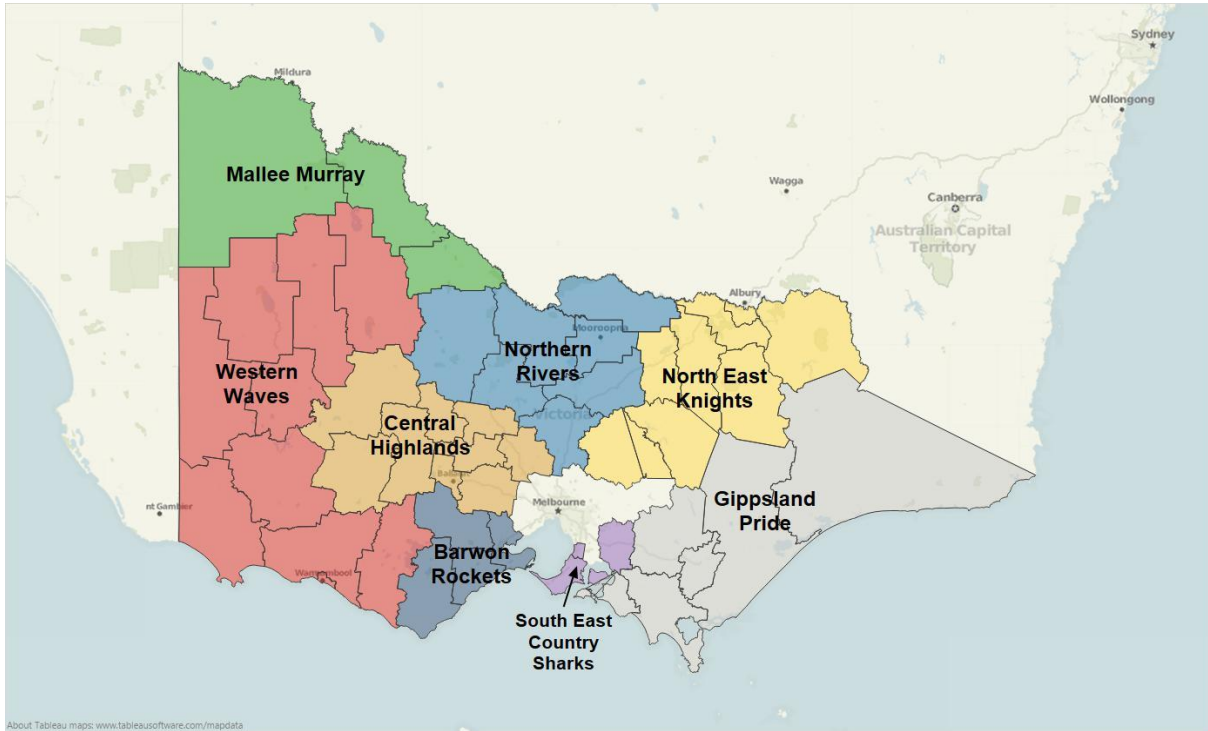 Sydney
Mildura
Wollongong
Mallee Murray
Wagga
Canberra
Australian Capital
Territory
Albury
Mooroopna
Northern
Rivers
Western
Waves
North East
Knights
Victoria
Central
Highlands
Melbourne
nt Gambier
Gippsland
Pride
Barwon
Rockets
South East
Country
Sharks
About Tableau maps: www.tableausoftware.com/mapdata